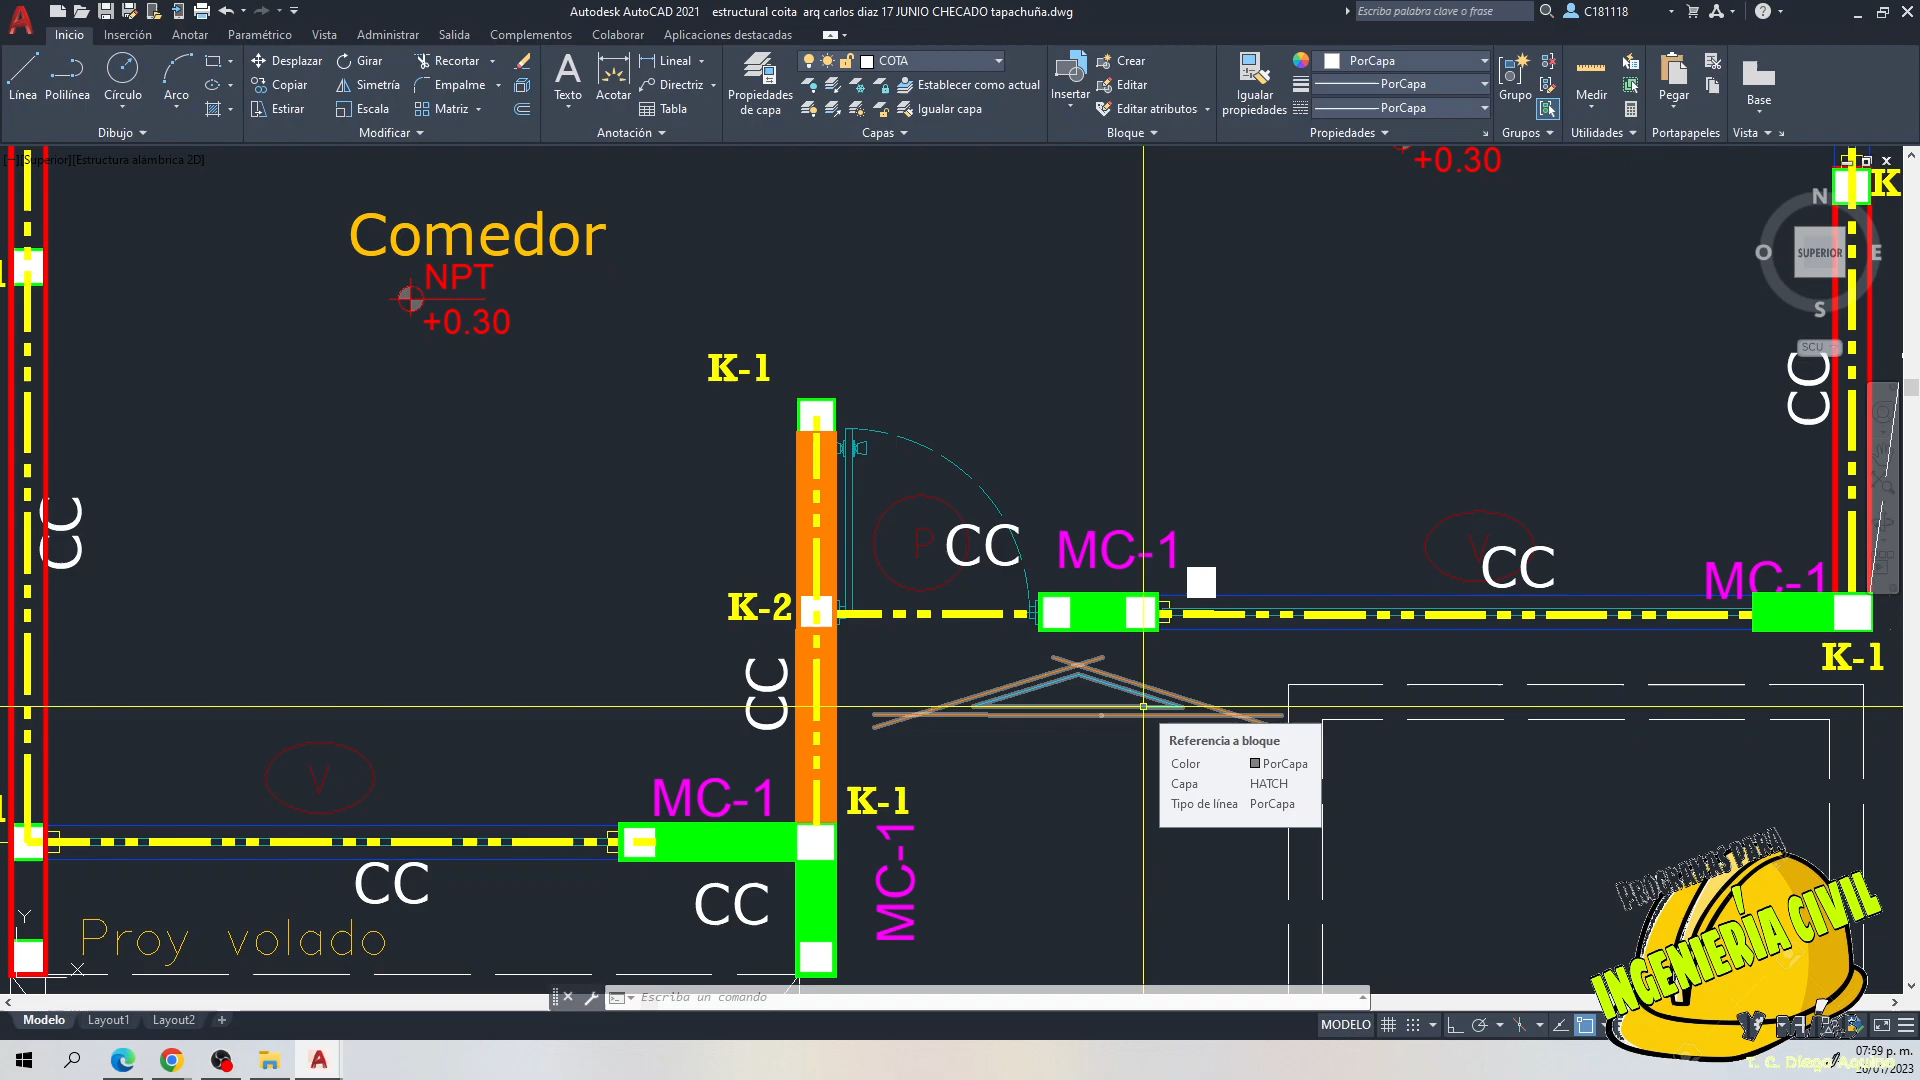 Autodesk AutoCAD 2021 estructural coita arq carlos diaz 17 JUNIO CHECADO tapachuña.dwg
Escriba palabra clave o frase
C181118
Inicio Inserción Anotar Paramétrico Vista Administrar Salida Complementos Colaborar Aplicaciones destacadas
Línea Polilínea Círculo Arco
Desplazar Girar Recortar
Copiar Simetría Empalme
Estirar Escala Matriz
Texto Acotar
Lineal
Directriz
Tabla
Propiedades de capa
COTA
Establecer como actual
Igualar capa
Insertar
Crear
Editar
Editar atributos
Igualar propiedades
PorCapa
PorCapa
PorCapa
Grupo Medir Pegar Base
Dibujo Modificar Anotación Capas Bloque Propiedades Grupos Utilidades Portapapeles Vista
[−][Superior][Estructura alámbrica 2D]
+0.30
K
N
O SUPERIOR E
S
SCU
Comedor
NPT
+0.30
K-1
CC
CC
P
CC
MC-1
V
CC
MC-1
K-2
K-1
CC
Referencia a bloque
Color PorCapa
Capa HATCH
Tipo de línea PorCapa
V
MC-1
K-1
MC-1
CC
CC
Proy volado
Y
X
PROGRAMAS PERA
INGENIERÍA CIVIL
Escriba un comando
Modelo Layout1 Layout2 +
MODELO
07:59 p. m.
20/01/2023
T. C. Diego Aquino